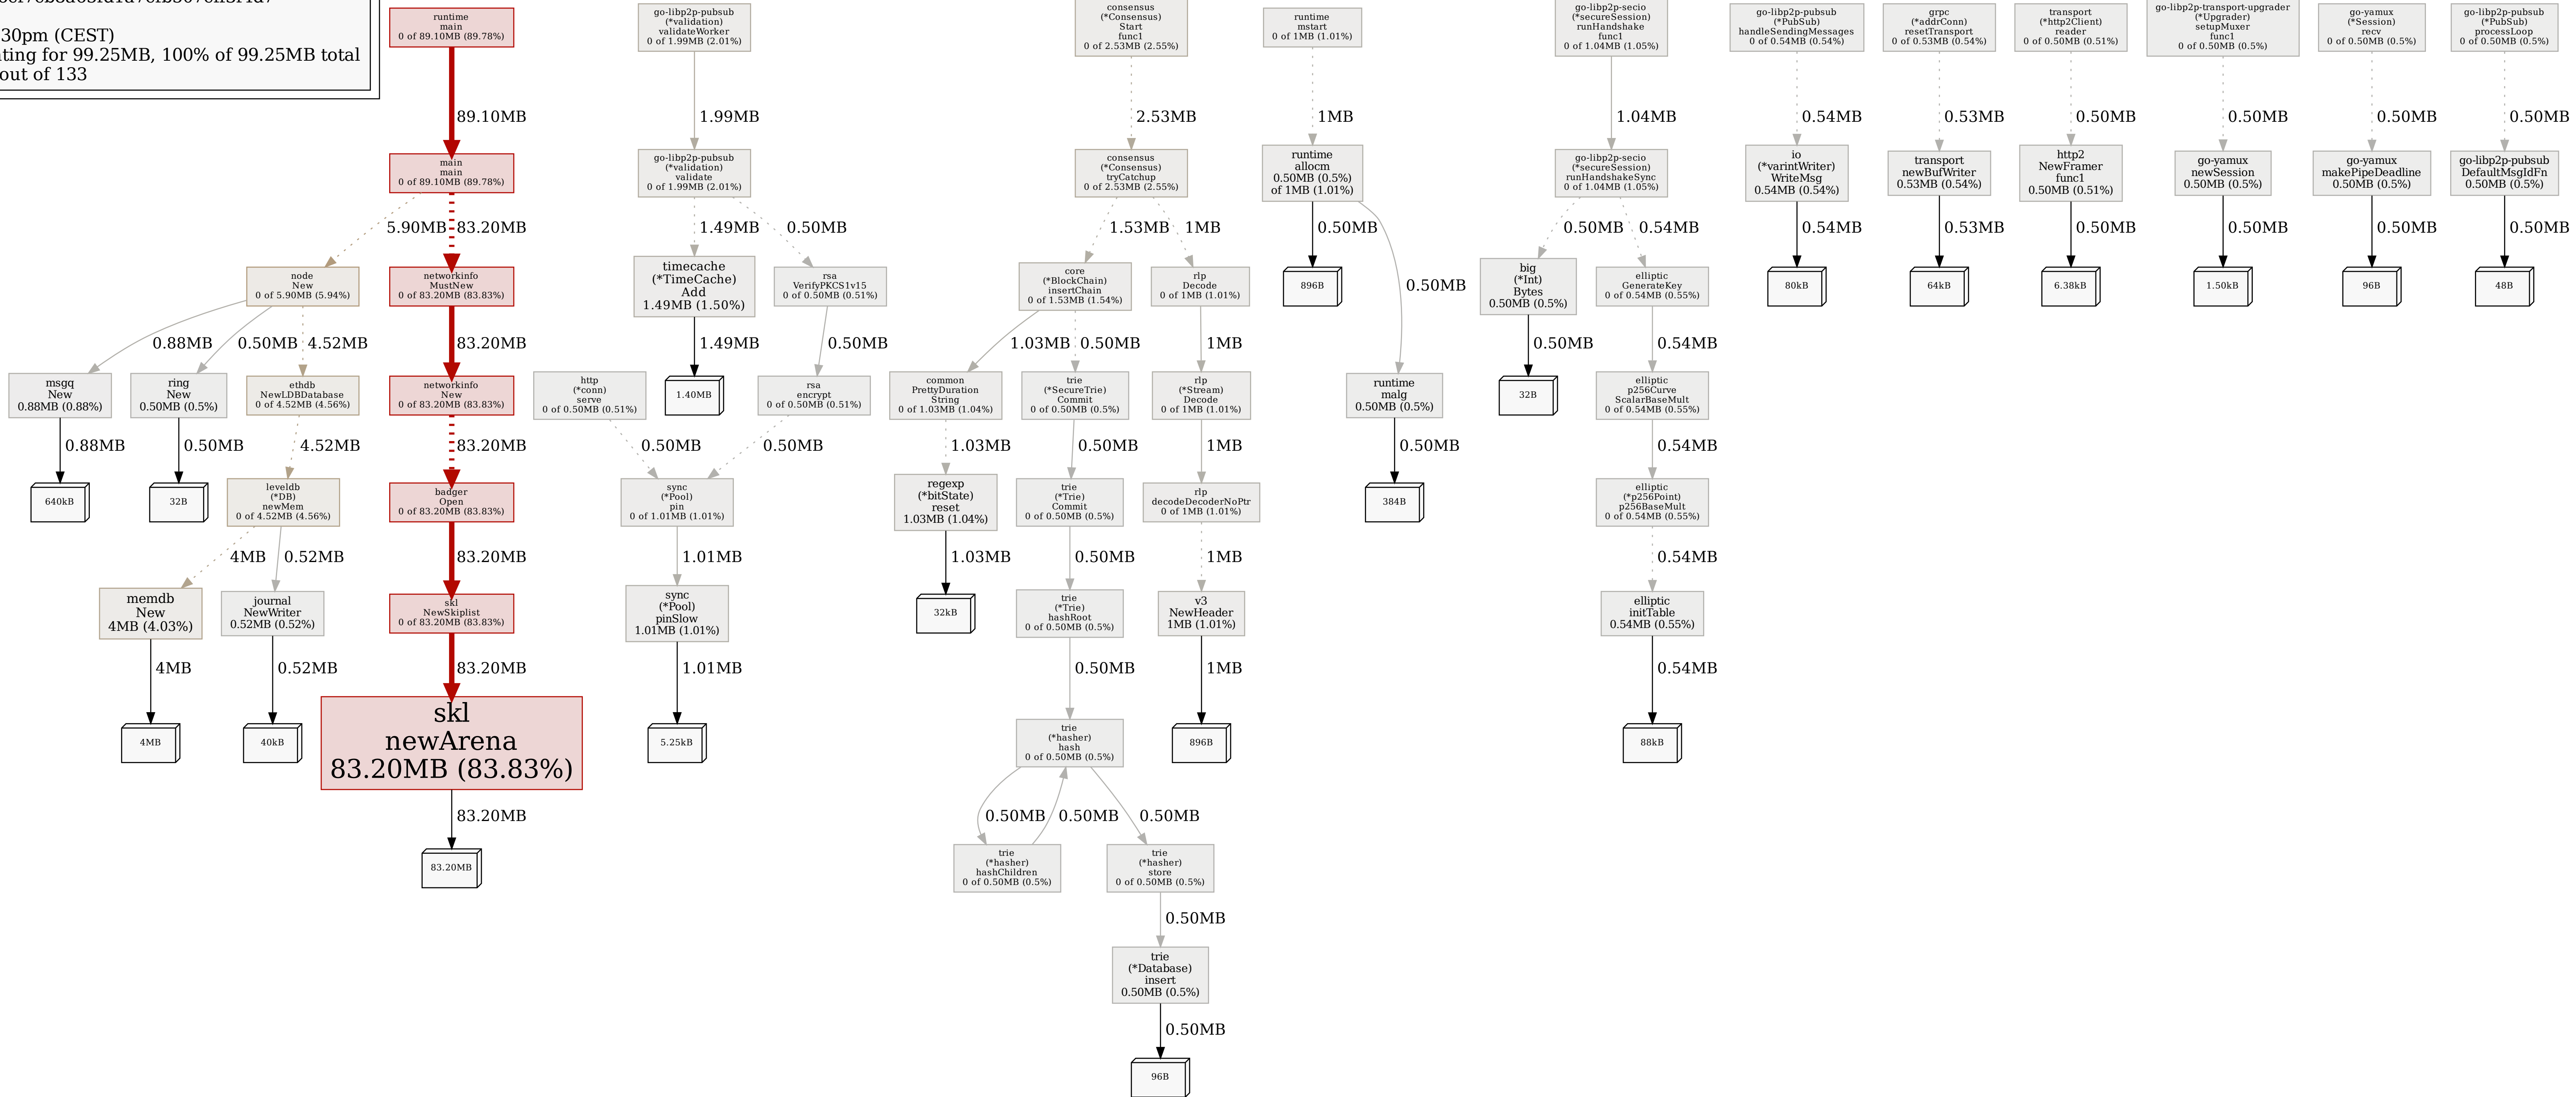 30pm (CEST)
ting for 99.25MB, 100% of 99.25MB total
out of 133
runtime
main
0 of 89.10MB (89.78%)
go-libp2p-pubsub
(*validation)
validateWorker
0 of 1.99MB (2.01%)
consensus
(*Consensus)
Start
func1
0 of 2.53MB (2.55%)
runtime
mstart
0 of 1MB (1.01%)
go-libp2p-secio
(*secureSession)
runHandshake
func1
0 of 1.04MB (1.05%)
go-libp2p-pubsub
(*PubSub)
handleSendingMessages
0 of 0.54MB (0.54%)
grpc
(*addrConn)
resetTransport
0 of 0.53MB (0.54%)
transport
(*http2Client)
reader
0 of 0.50MB (0.51%)
go-libp2p-transport-upgrader
(*Upgrader)
setupMuxer
func1
0 of 0.50MB (0.5%)
go-yamux
(*Session)
recv
0 of 0.50MB (0.5%)
go-libp2p-pubsub
(*PubSub)
processLoop
0 of 0.50MB (0.5%)
89.10MB
1.99MB
2.53MB
1MB
1.04MB
0.54MB
0.53MB
0.50MB
0.50MB
0.50MB
0.50MB
main
main
0 of 89.10MB (89.78%)
go-libp2p-pubsub
(*validation)
validate
0 of 1.99MB (2.01%)
consensus
(*Consensus)
tryCatchup
0 of 2.53MB (2.55%)
runtime
allocm
0.50MB (0.5%)
of 1MB (1.01%)
go-libp2p-secio
(*secureSession)
runHandshakeSync
0 of 1.04MB (1.05%)
io
(*varintWriter)
WriteMsg
0.54MB (0.54%)
transport
newBufWriter
0.53MB (0.54%)
http2
NewFramer
func1
0.50MB (0.51%)
go-yamux
newSession
0.50MB (0.5%)
go-yamux
makePipeDeadline
0.50MB (0.5%)
go-libp2p-pubsub
DefaultMsgIdFn
0.50MB (0.5%)
5.90MB
83.20MB
1.49MB
0.50MB
1.53MB
1MB
0.50MB
0.50MB
0.54MB
0.54MB
0.53MB
0.50MB
0.50MB
0.50MB
0.50MB
node
New
0 of 5.90MB (5.94%)
networkinfo
MustNew
0 of 83.20MB (83.83%)
timecache
(*TimeCache)
Add
1.49MB (1.50%)
rsa
VerifyPKCS1v15
0 of 0.50MB (0.51%)
core
(*BlockChain)
insertChain
0 of 1.53MB (1.54%)
rlp
Decode
0 of 1MB (1.01%)
896B
0.50MB
big
(*Int)
Bytes
0.50MB (0.5%)
elliptic
GenerateKey
0 of 0.54MB (0.55%)
80kB
64kB
6.38kB
1.50kB
96B
48B
0.88MB
0.50MB
4.52MB
83.20MB
1.49MB
0.50MB
1.03MB
0.50MB
1MB
0.50MB
0.54MB
msgq
New
0.88MB (0.88%)
ring
New
0.50MB (0.5%)
ethdb
NewLDBDatabase
0 of 4.52MB (4.56%)
networkinfo
New
0 of 83.20MB (83.83%)
http
(*conn)
serve
0 of 0.50MB (0.51%)
1.40MB
rsa
encrypt
0 of 0.50MB (0.51%)
common
PrettyDuration
String
0 of 1.03MB (1.04%)
trie
(*SecureTrie)
Commit
0 of 0.50MB (0.5%)
rlp
(*Stream)
Decode
0 of 1MB (1.01%)
runtime
malg
0.50MB (0.5%)
32B
elliptic
p256Curve
ScalarBaseMult
0 of 0.54MB (0.55%)
0.88MB
0.50MB
4.52MB
83.20MB
0.50MB
0.50MB
1.03MB
0.50MB
1MB
0.50MB
0.54MB
640kB
32B
leveldb
(*DB)
newMem
0 of 4.52MB (4.56%)
badger
Open
0 of 83.20MB (83.83%)
sync
(*Pool)
pin
0 of 1.01MB (1.01%)
regexp
(*bitState)
reset
1.03MB (1.04%)
trie
(*Trie)
Commit
0 of 0.50MB (0.5%)
rlp
decodeDecoderNoPtr
0 of 1MB (1.01%)
384B
elliptic
(*p256Point)
p256BaseMult
0 of 0.54MB (0.55%)
4MB
0.52MB
83.20MB
1.01MB
1.03MB
0.50MB
1MB
0.54MB
memdb
New
4MB (4.03%)
journal
NewWriter
0.52MB (0.52%)
skl
NewSkiplist
0 of 83.20MB (83.83%)
sync
(*Pool)
pinSlow
1.01MB (1.01%)
32kB
trie
(*Trie)
hashRoot
0 of 0.50MB (0.5%)
v3
NewHeader
1MB (1.01%)
elliptic
initTable
0.54MB (0.55%)
4MB
0.52MB
83.20MB
1.01MB
0.50MB
1MB
0.54MB
4MB
40kB
skl
newArena
83.20MB (83.83%)
5.25kB
trie
(*hasher)
hash
0 of 0.50MB (0.5%)
896B
88kB
83.20MB
0.50MB
0.50MB
0.50MB
83.20MB
trie
(*hasher)
hashChildren
0 of 0.50MB (0.5%)
trie
(*hasher)
store
0 of 0.50MB (0.5%)
0.50MB
trie
(*Database)
insert
0.50MB (0.5%)
0.50MB
96B